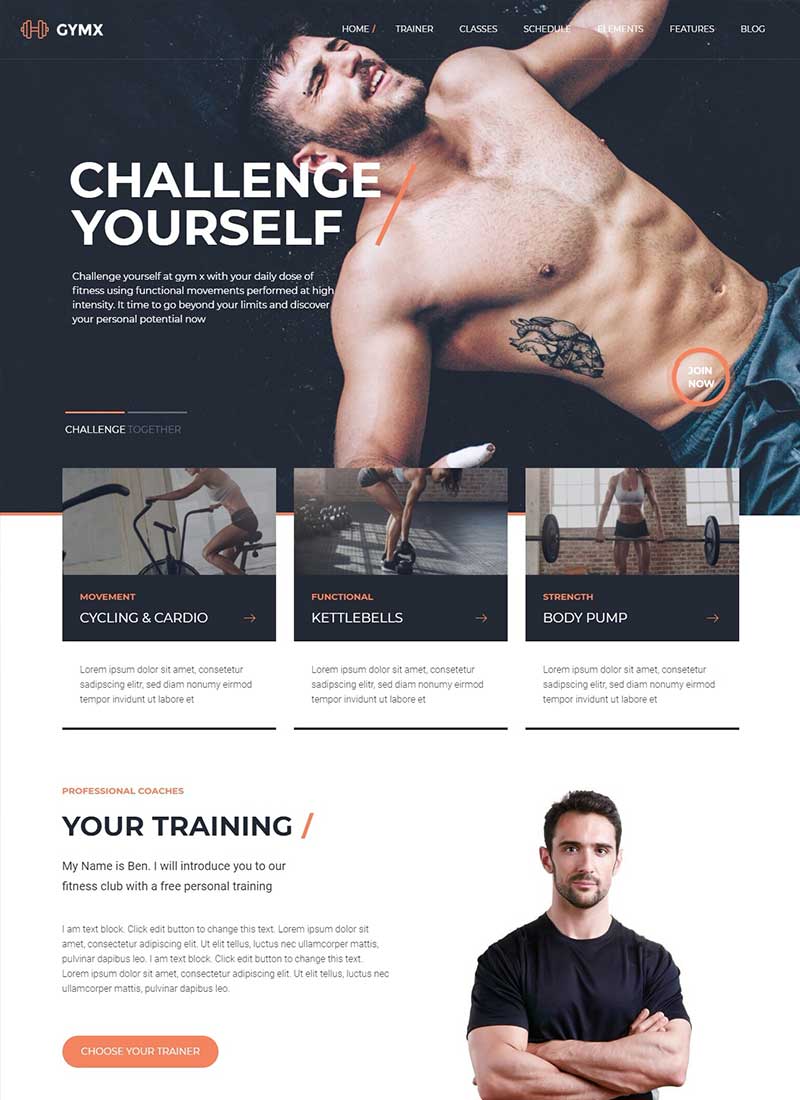 GYMX
HOME / TRAINER CLASSES SCHEDULE ELEMENTS FEATURES BLOG
CHALLENGE /
YOURSELF
Challenge yourself at gym x with your daily dose of
fitness using functional movements performed at high
intensity. It time to go beyond your limits and discover
your personal potential now
JOIN
NOW
CHALLENGE TOGETHER
MOVEMENT
CYCLING & CARDIO
Lorem ipsum dolor sit amet, consetetur
sadipscing elitr, sed diam nonumy eirmod
tempor invidunt ut labore et
FUNCTIONAL
KETTLEBELLS
Lorem ipsum dolor sit amet, consetetur
sadipscing elitr, sed diam nonumy eirmod
tempor invidunt ut labore et
STRENGTH
BODY PUMP
Lorem ipsum dolor sit amet, consetetur
sadipscing elitr, sed diam nonumy eirmod
tempor invidunt ut labore et
PROFESSIONAL COACHES
YOUR TRAINING /
My Name is Ben. I will introduce you to our
fitness club with a free personal training
I am text block. Click edit button to change this text. Lorem ipsum dolor sit
amet, consectetur adipiscing elit. Ut elit tellus, luctus nec ullamcorper mattis,
pulvinar dapibus leo. I am text block. Click edit button to change this text.
Lorem ipsum dolor sit amet, consectetur adipiscing elit. Ut elit tellus, luctus nec
ullamcorper mattis, pulvinar dapibus leo.
CHOOSE YOUR TRAINER